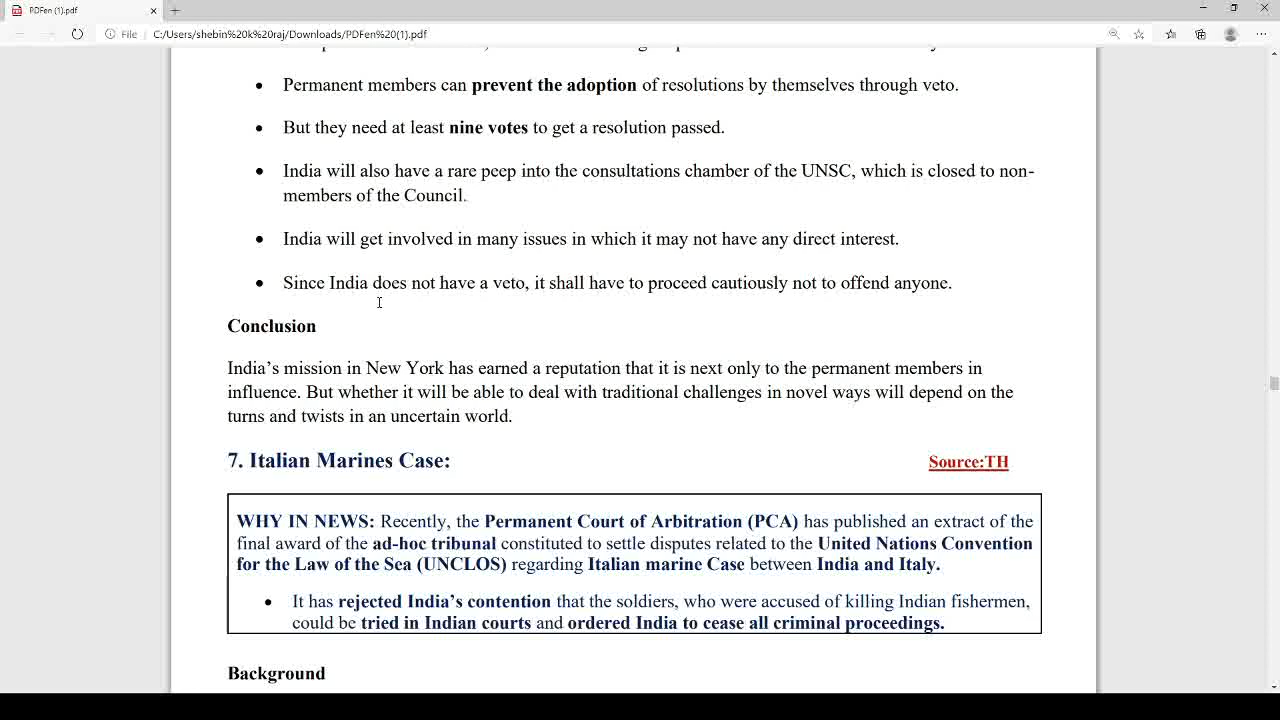 PDFen (1).pdf
File
C:/Users/shebin%20k%20raj/Downloads/PDFen%20(1).pdf
• Permanent members can prevent the adoption of resolutions by themselves through veto.
• But they need at least nine votes to get a resolution passed.
• India will also have a rare peep into the consultations chamber of the UNSC, which is closed to non-
members of the Council.
• India will get involved in many issues in which it may not have any direct interest.
• Since India does not have a veto, it shall have to proceed cautiously not to offend anyone.
Conclusion
India’s mission in New York has earned a reputation that it is next only to the permanent members in
influence. But whether it will be able to deal with traditional challenges in novel ways will depend on the
turns and twists in an uncertain world.
7. Italian Marines Case:
Source:TH
WHY IN NEWS: Recently, the Permanent Court of Arbitration (PCA) has published an extract of the
final award of the ad-hoc tribunal constituted to settle disputes related to the United Nations Convention
for the Law of the Sea (UNCLOS) regarding Italian marine Case between India and Italy.
• It has rejected India’s contention that the soldiers, who were accused of killing Indian fishermen,
could be tried in Indian courts and ordered India to cease all criminal proceedings.
Background